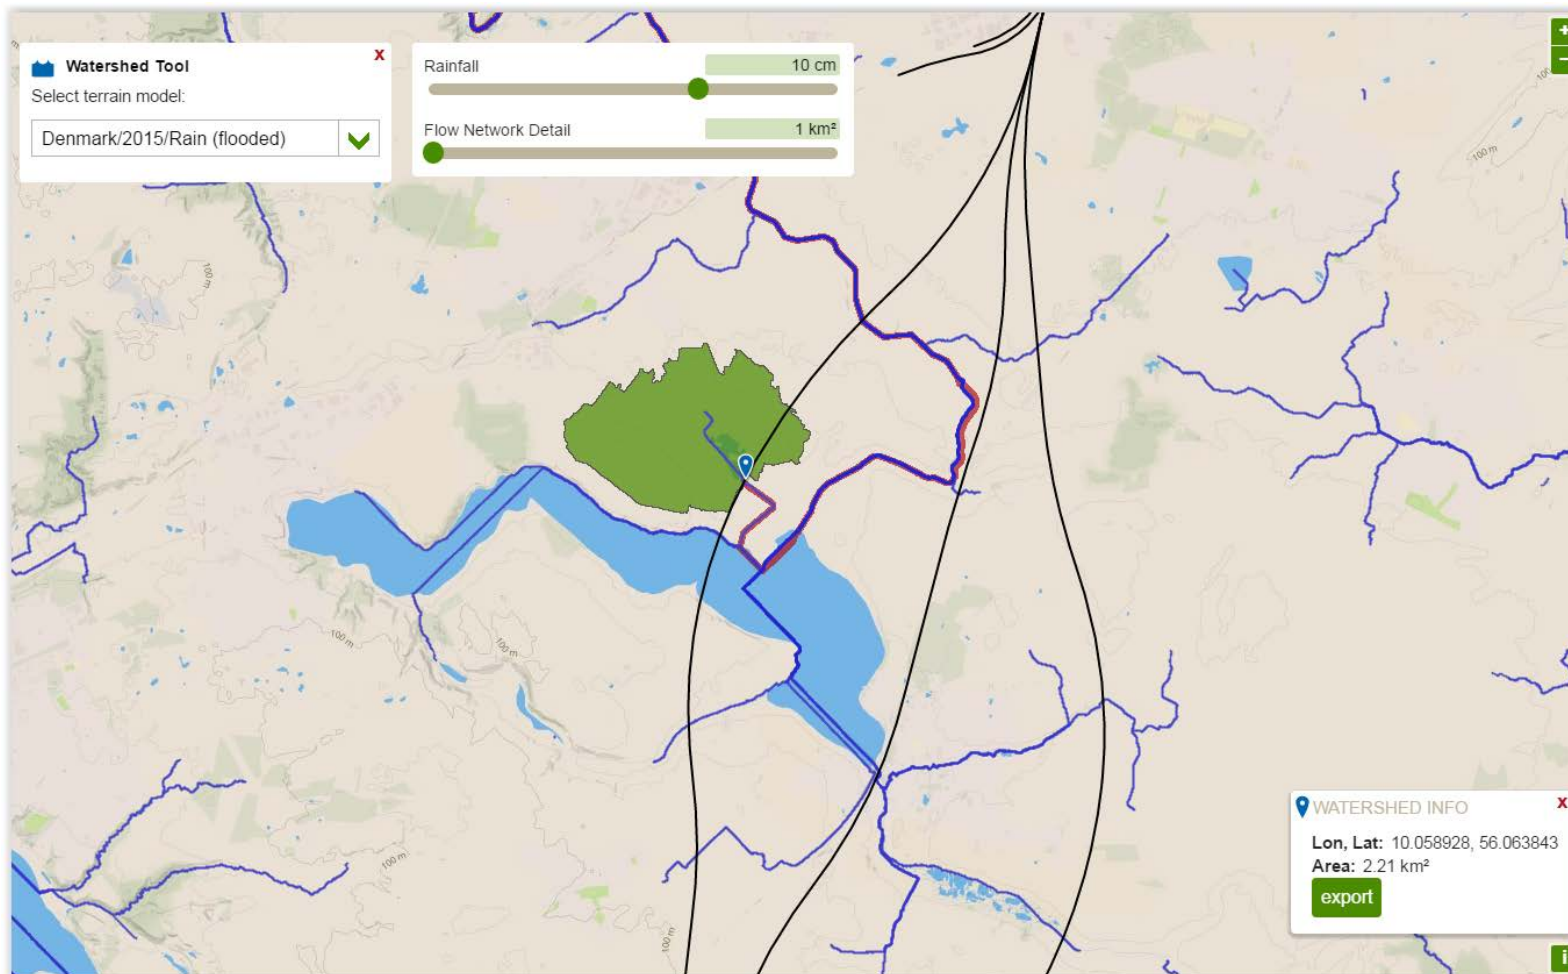 Watershed Tool
x
Select terrain model:
Denmark/2015/Rain (flooded)
Rainfall
10 cm
Flow Network Detail
1 km²
+
−
100 m
100 m
100 m
100 m
100 m
100 m
100 m
WATERSHED INFO
x
Lon, Lat: 10.058928, 56.063843
Area: 2.21 km²
export
i